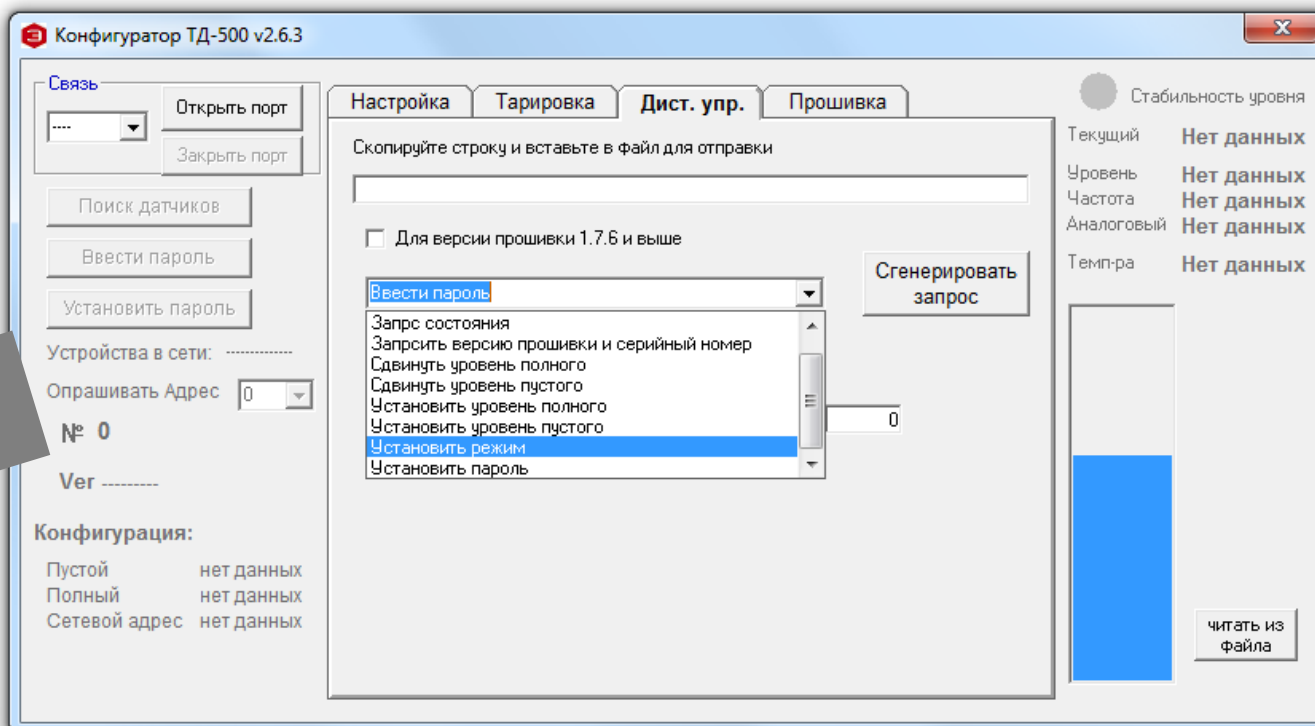 Конфигуратор ТД-500 v2.6.3
Связь
----
Открыть порт
Закрыть порт
Поиск датчиков
Ввести пароль
Установить пароль
Устройства в сети: -------------
Опрашивать Адрес 0
№ 0
Ver ---------
Конфигурация:
Пустой нет данных
Полный нет данных
Сетевой адрес нет данных
Настройка Тарировка Дист. упр. Прошивка
Скопируйте строку и вставьте в файл для отправки
Для версии прошивки 1.7.6 и выше
Ввести пароль
Сгенерировать
запрос
Запрс состояния
Запрсить версию прошивки и серийный номер
Сдвинуть уровень полного
Сдвинуть уровень пустого
Установить уровень полного
Установить уровень пустого
Установить режим
Установить пароль
0
Стабильность уровня
Текущий Нет данных
Уровень Нет данных
Частота Нет данных
Аналоговый Нет данных
Темп-ра Нет данных
читать из
файла